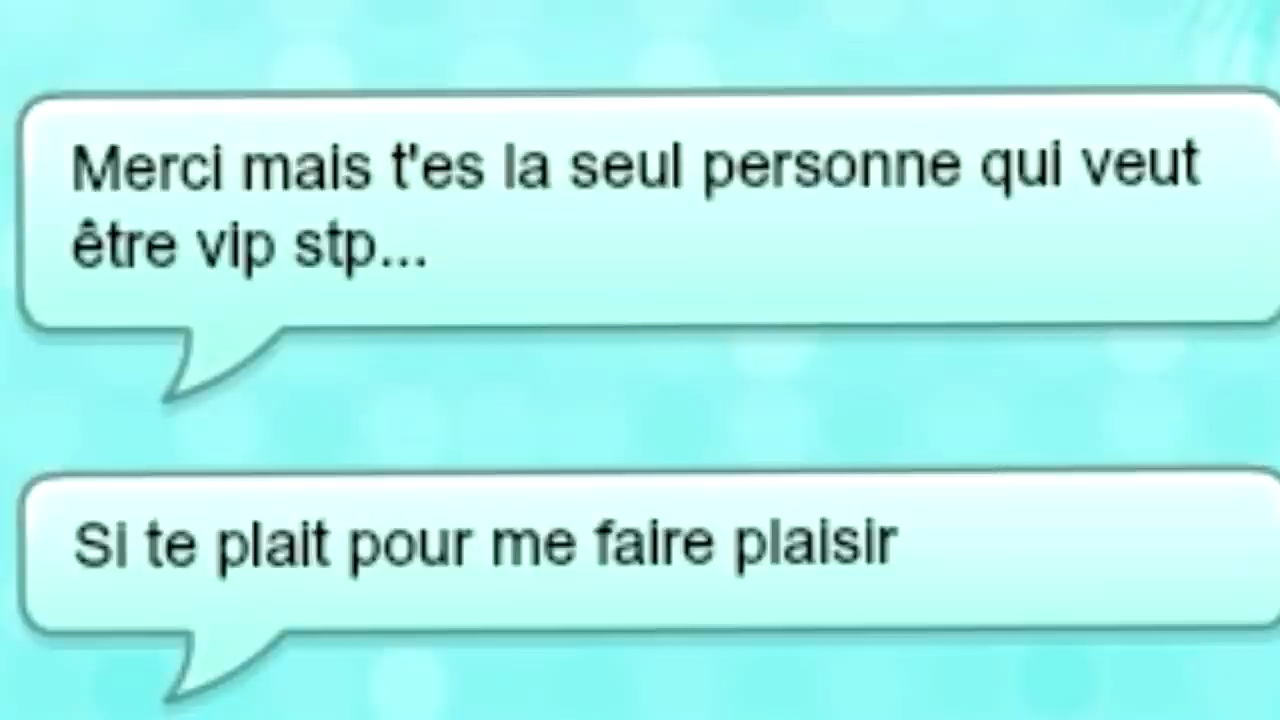 Merci mais t'es la seul personne qui veut
être vip stp...
Si te plait pour me faire plaisir